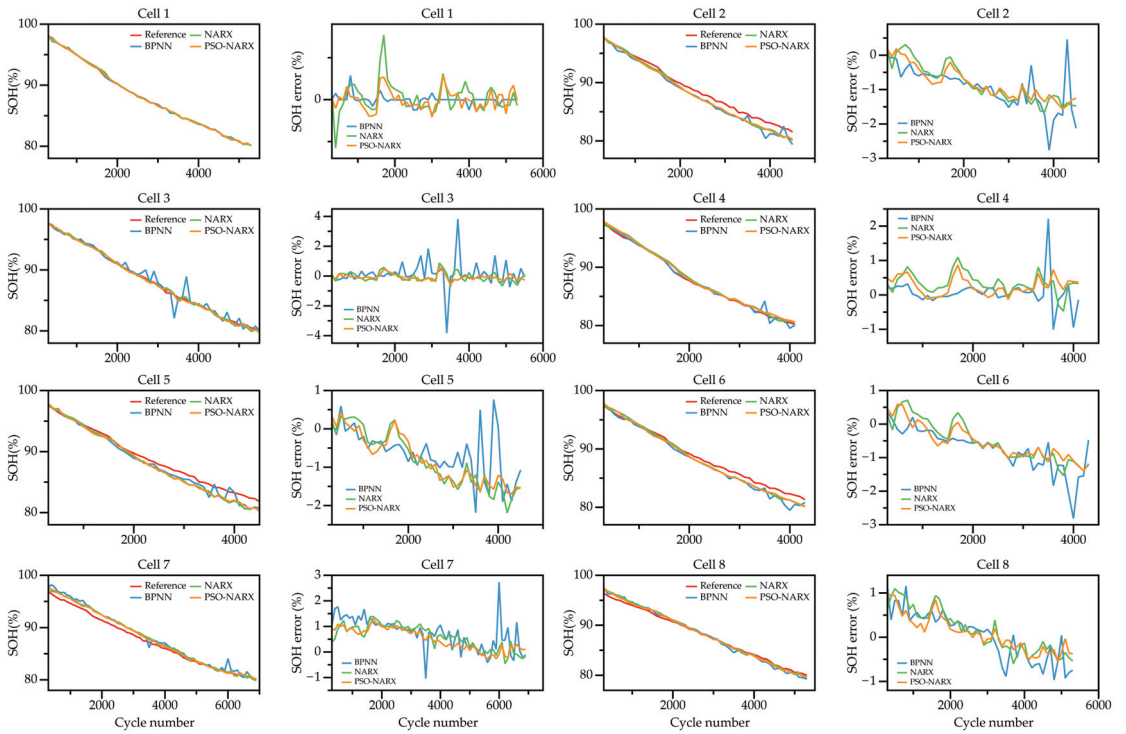 Cell 1
SOH(%)
100
90
80
Reference NARX
BPNN PSO-NARX
2000 4000
Cell 1
SOH error (%)
0
BPNN
NARX
PSO-NARX
0 2000 4000 6000
Cell 2
SOH(%)
100
90
80
Reference NARX
BPNN PSO-NARX
2000 4000
Cell 2
SOH error (%)
0
−1
−2
−3
BPNN
NARX
PSO-NARX
2000 4000
Cell 3
SOH(%)
100
90
80
Reference NARX
BPNN PSO-NARX
2000 4000
Cell 3
SOH error (%)
4
2
0
−2
−4
BPNN
NARX
PSO-NARX
0 2000 4000 6000
Cell 4
SOH(%)
100
90
80
Reference NARX
BPNN PSO-NARX
2000 4000
Cell 4
SOH error (%)
2
1
0
−1
BPNN
NARX
PSO-NARX
2000 4000
Cell 5
SOH(%)
100
90
80
Reference NARX
BPNN PSO-NARX
2000 4000
Cell 5
SOH error (%)
1
0
−1
−2
BPNN
NARX
PSO-NARX
2000 4000
Cell 6
SOH(%)
100
90
80
Reference NARX
BPNN PSO-NARX
2000 4000
Cell 6
SOH error (%)
1
0
−1
−2
−3
BPNN
NARX
PSO-NARX
2000 4000
Cell 7
SOH(%)
100
90
80
Reference NARX
BPNN PSO-NARX
2000 4000 6000
Cycle number
Cell 7
SOH error (%)
3
2
1
0
−1
BPNN
NARX
PSO-NARX
2000 4000 6000
Cycle number
Cell 8
SOH(%)
100
90
80
Reference NARX
BPNN PSO-NARX
2000 4000
Cycle number
Cell 8
SOH error (%)
1
0
−1
BPNN
NARX
PSO-NARX
2000 4000 6000
Cycle number